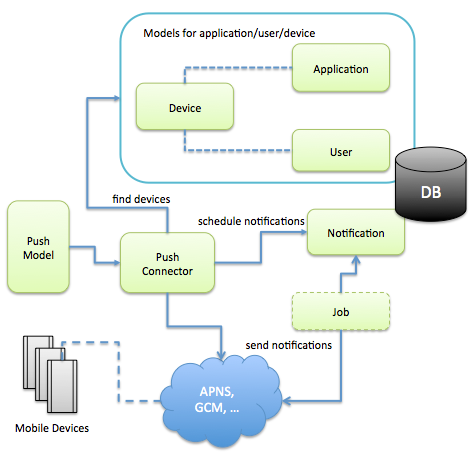 Models for application/user/device
Application
Device
User
DB
find devices
schedule notifications
Push
Model
Push
Connector
Notification
Job
send notifications
APNS,
GCM, ...
Mobile Devices